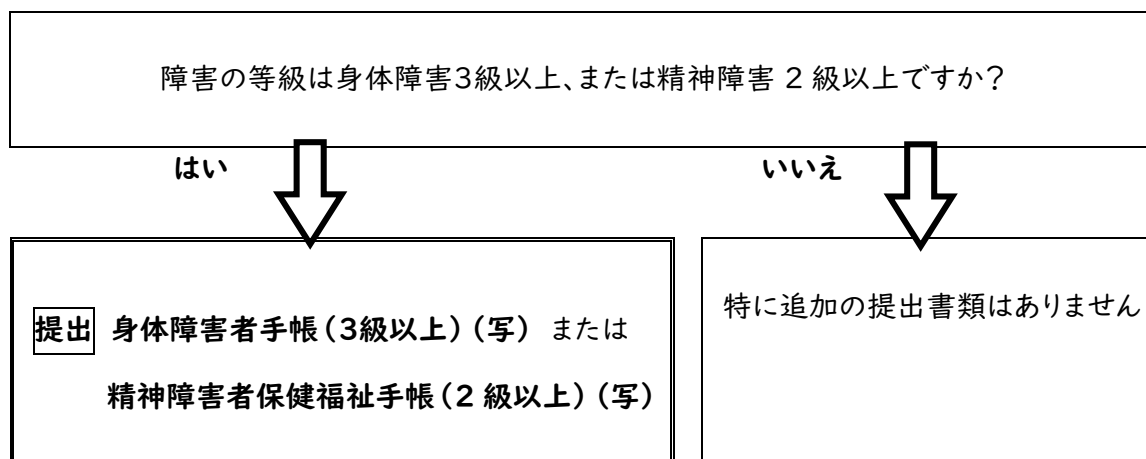 障害の等級は身体障害3級以上、または精神障害 2 級以上ですか?
はい
いいえ
提出 身体障害者手帳(3級以上)(写) または
精神障害者保健福祉手帳(2 級以上)(写)
特に追加の提出書類はありません